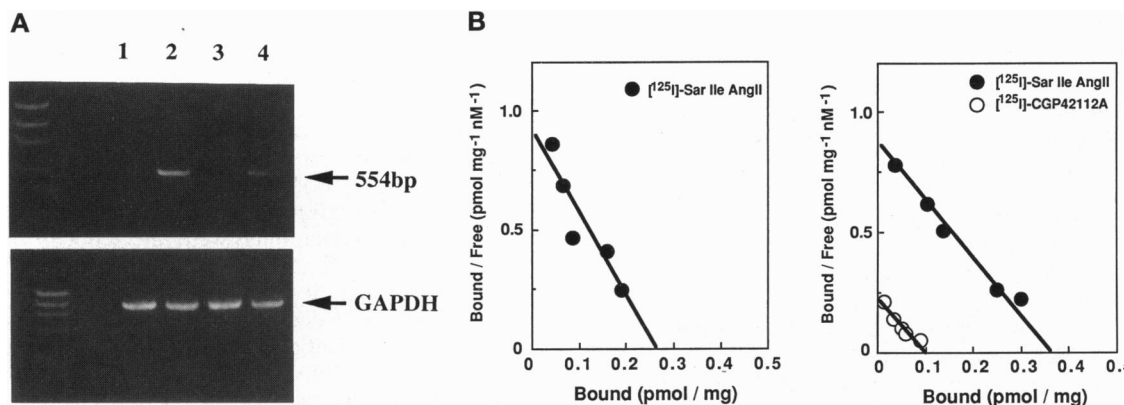 A
1 2 3 4
554bp
GAPDH
B
[125I]-Sar Ile AngII
Bound / Free (pmol mg-1 nM-1)
1.0
0.5
0
0 0.1 0.2 0.3 0.4 0.5
Bound (pmol / mg)
[125I]-Sar Ile AngII
[125I]-CGP42112A
Bound / Free (pmol mg-1 nM-1)
1.0
0.5
0
0 0.1 0.2 0.3 0.4 0.5
Bound (pmol / mg)